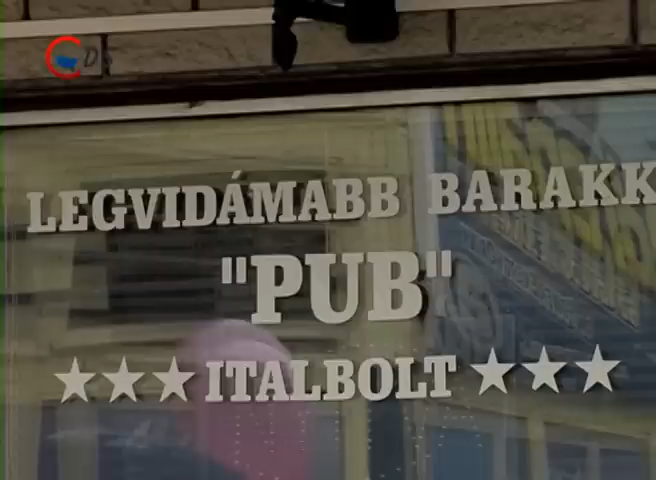 LEGVIDÁMABB BARAKK
"PUB"
★★★ ITALBOLT ★★★